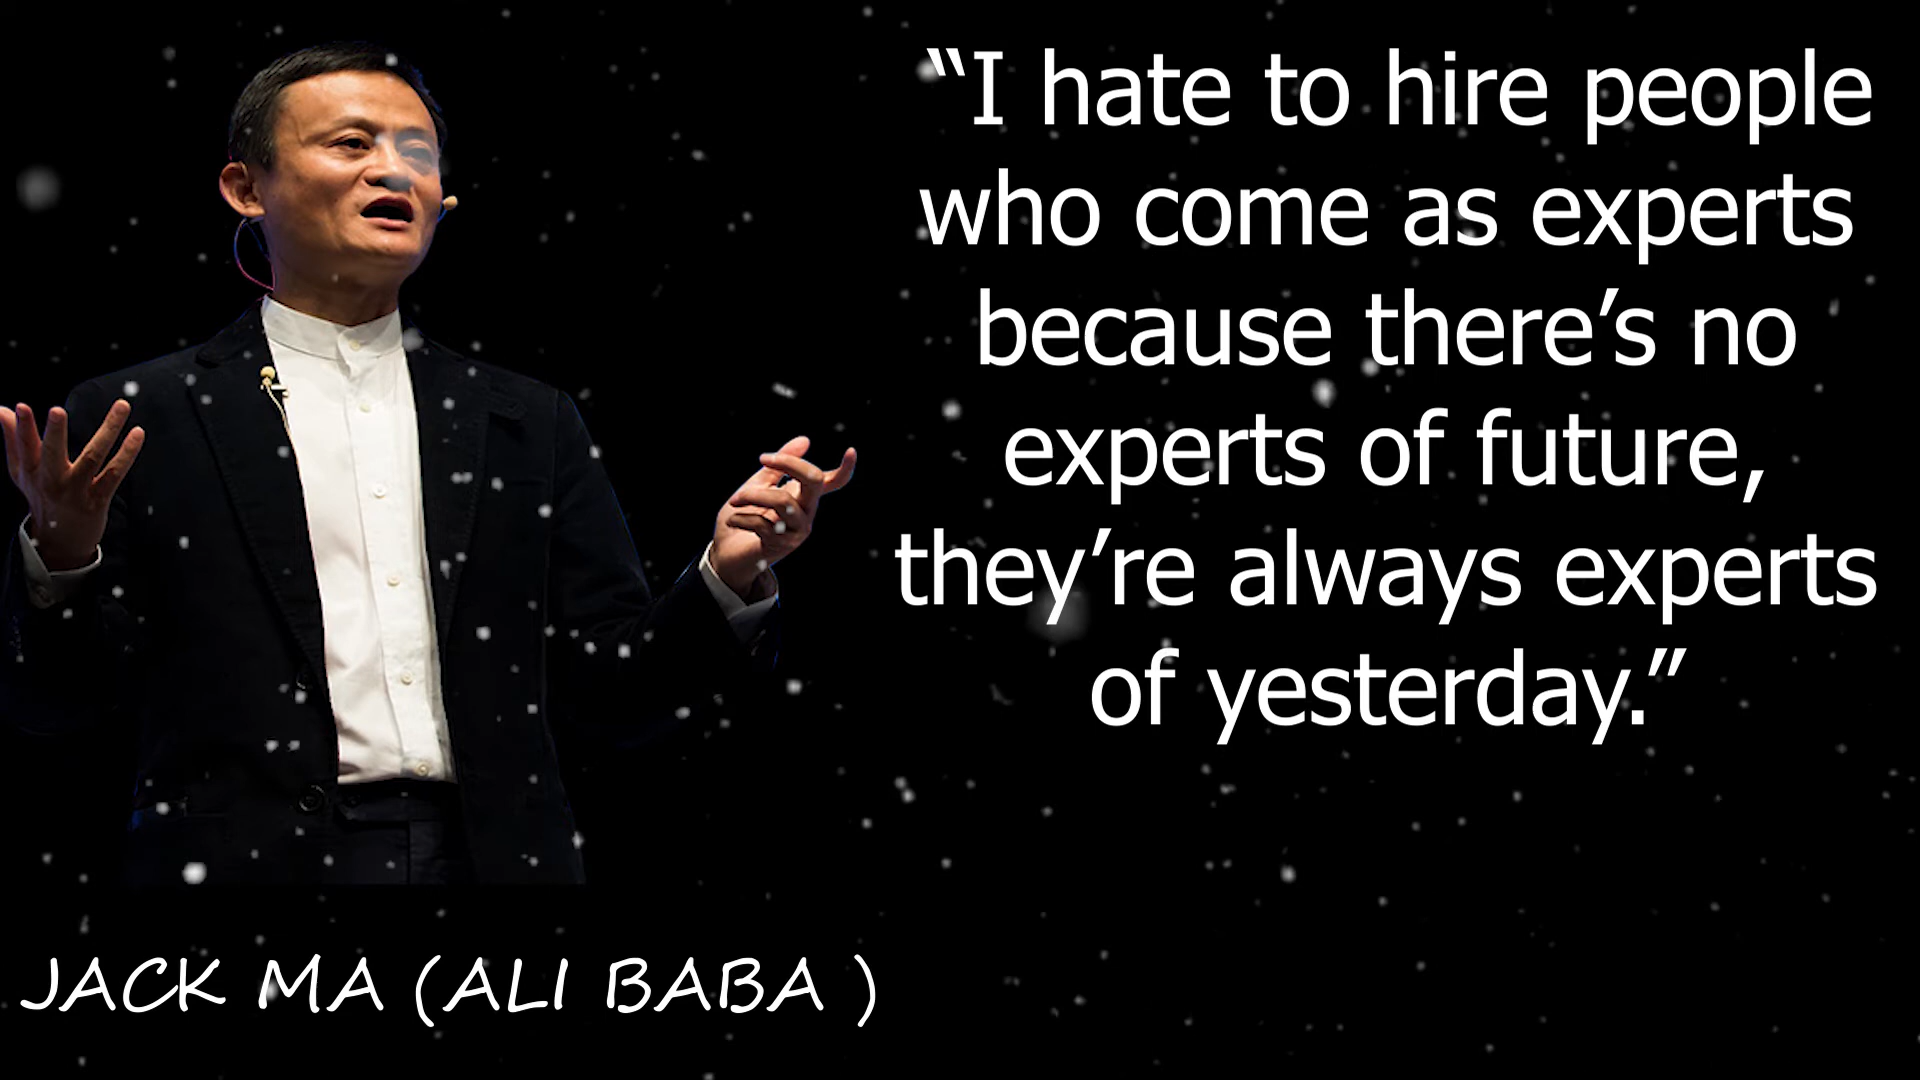 “I hate to hire people
who come as experts
because there’s no
experts of future,
they’re always experts
of yesterday.”
JACK MA (ALI BABA )